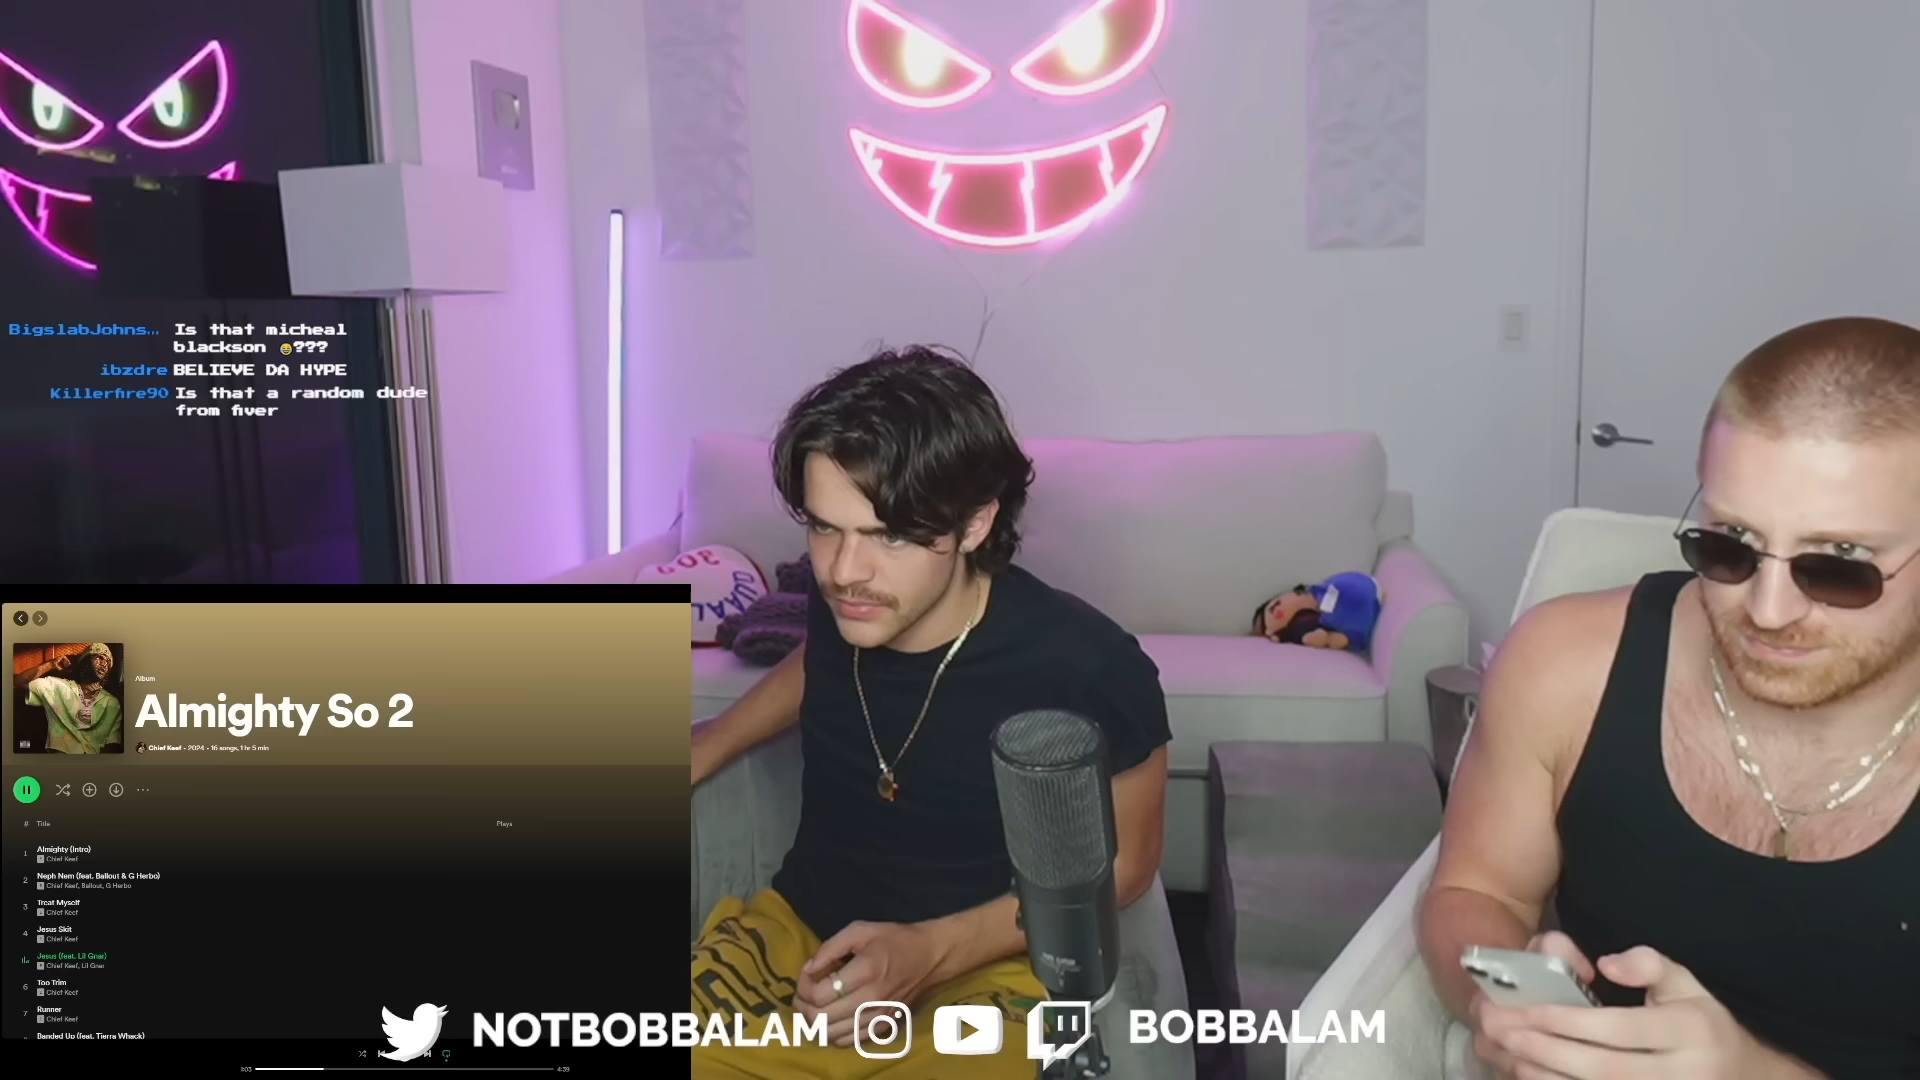 BigslabJohns... Is that micheal
blackson 😂???
ibzdre BELIEVE DA HYPE
Killerfire90 Is that a random dude
from fiver
Album
Almighty So 2
Chief Keef • 2024 • 16 songs, 1 hr 5 min
# Title Plays
1 Almighty (Intro)
Chief Keef
2 Neph Nem (feat. Ballout & G Herbo)
Chief Keef, Ballout, G Herbo
3 Treat Myself
Chief Keef
4 Jesus Skit
Chief Keef
Jesus (feat. Lil Gnar)
Chief Keef, Lil Gnar
6 Too Trim
Chief Keef
7 Runner
Chief Keef
Banded Up (feat. Tierra Whack)
NOTBOBBALAM BOBBALAM
1:03 4:39